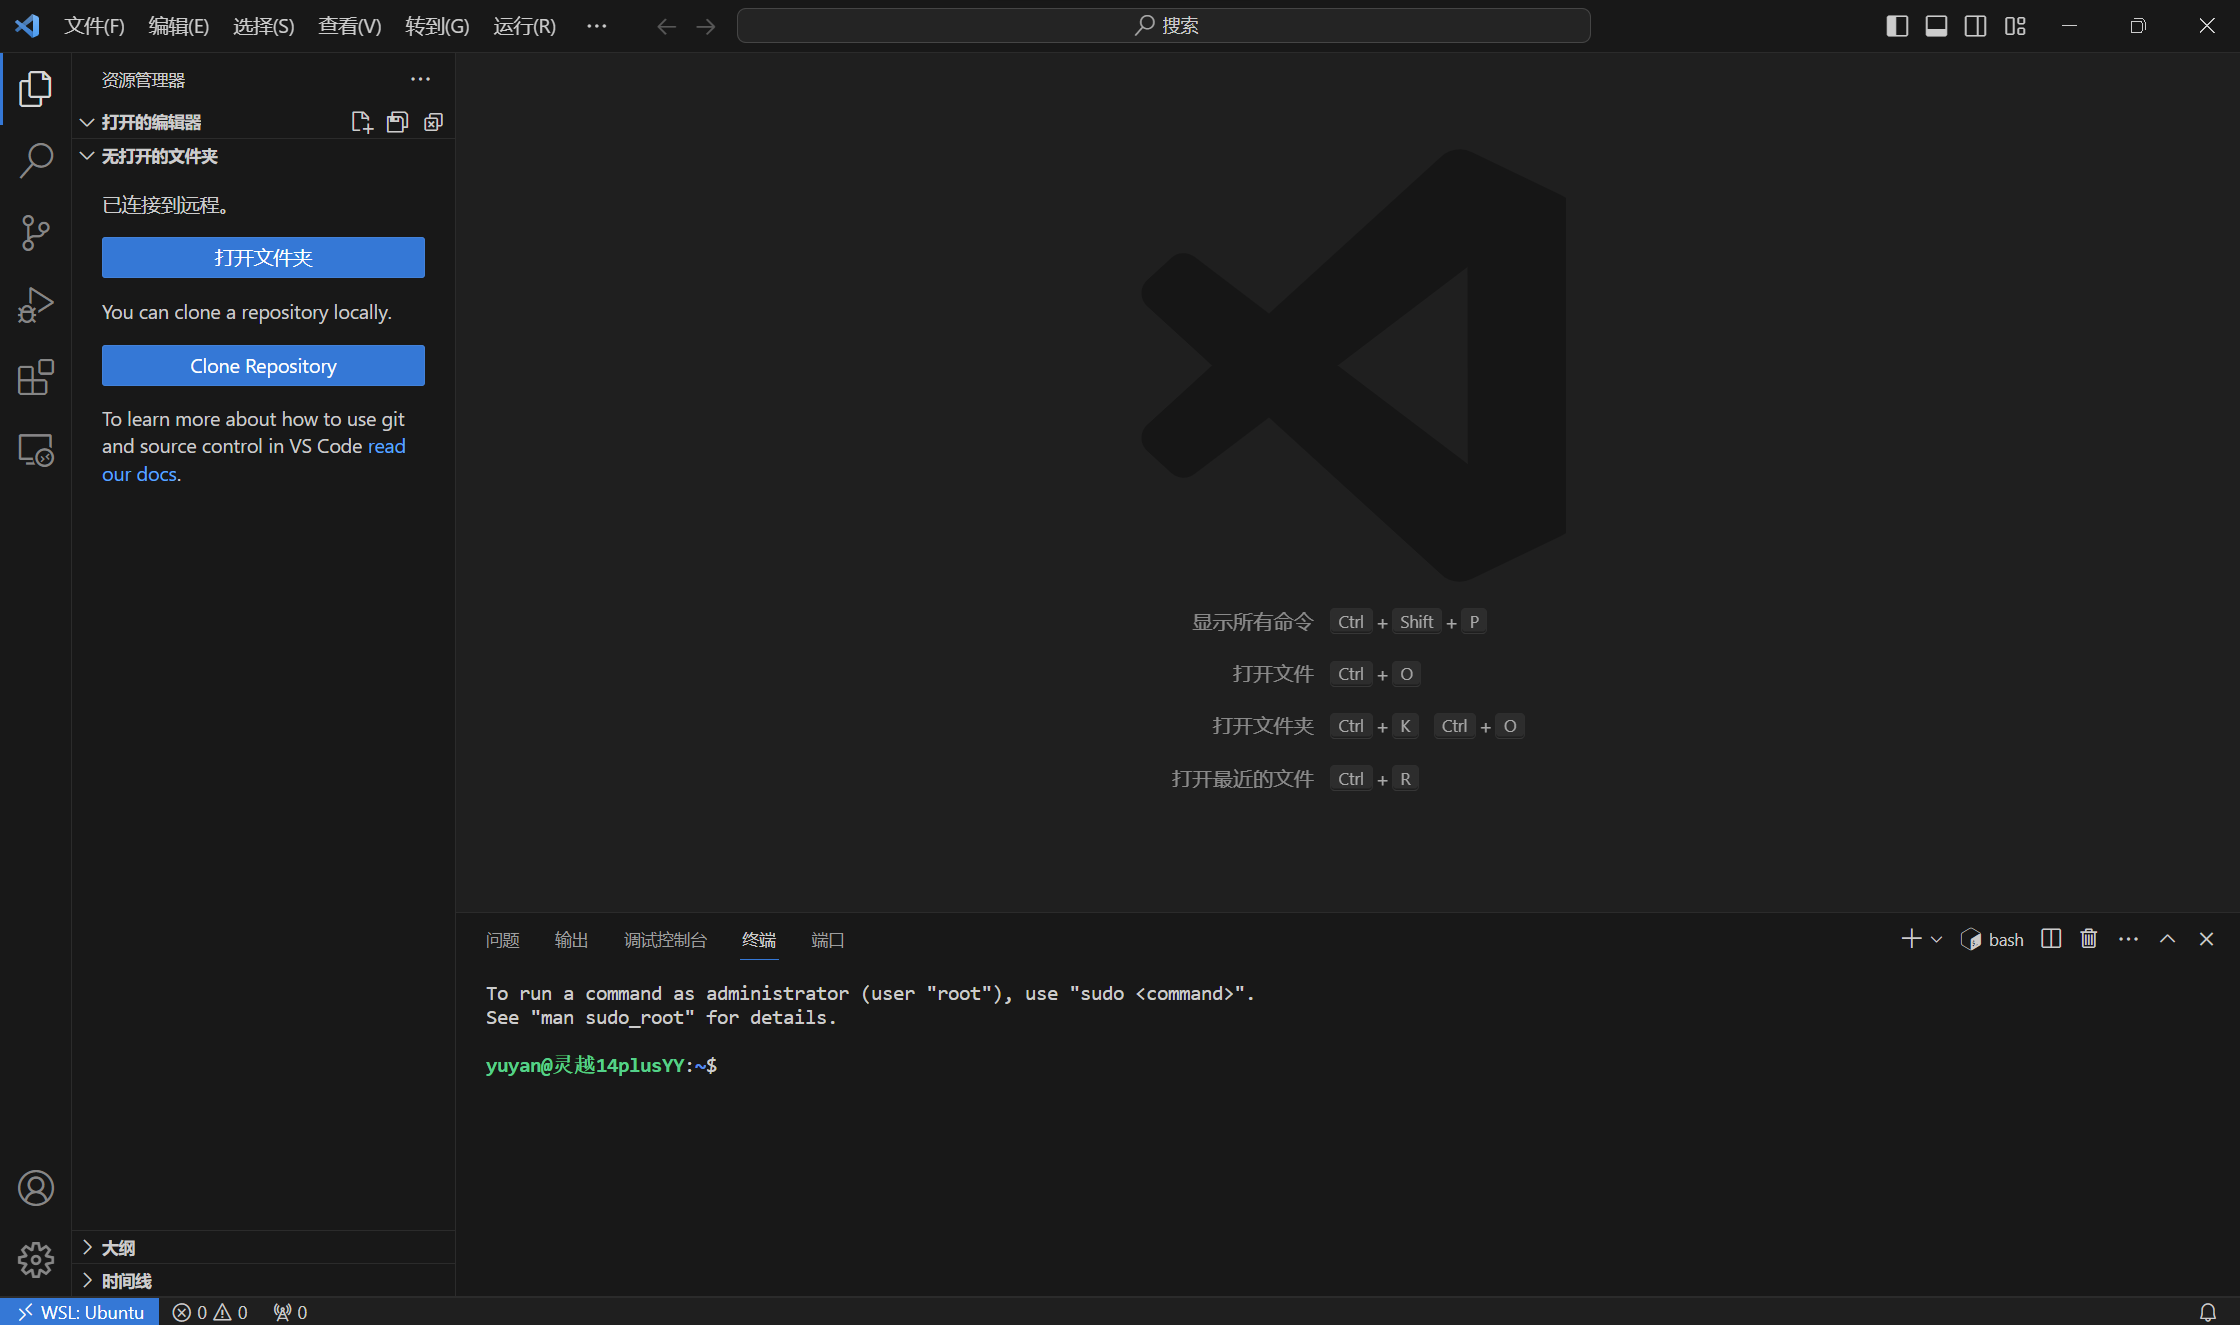 文件(F) 编辑(E) 选择(S) 查看(V) 转到(G) 运行(R) ··· 搜索
资源管理器
打开的编辑器
无打开的文件夹
已连接到远程。
打开文件夹
You can clone a repository locally.
Clone Repository
To learn more about how to use git
and source control in VS Code read
our docs.
大纲
时间线
显示所有命令 Ctrl + Shift + P
打开文件 Ctrl + O
打开文件夹 Ctrl + K Ctrl + O
打开最近的文件 Ctrl + R
问题 输出 调试控制台 终端 端口 bash
To run a command as administrator (user "root"), use "sudo <command>".
See "man sudo_root" for details.
yuyan@灵越14plusYY:~$
WSL: Ubuntu 0 0 0